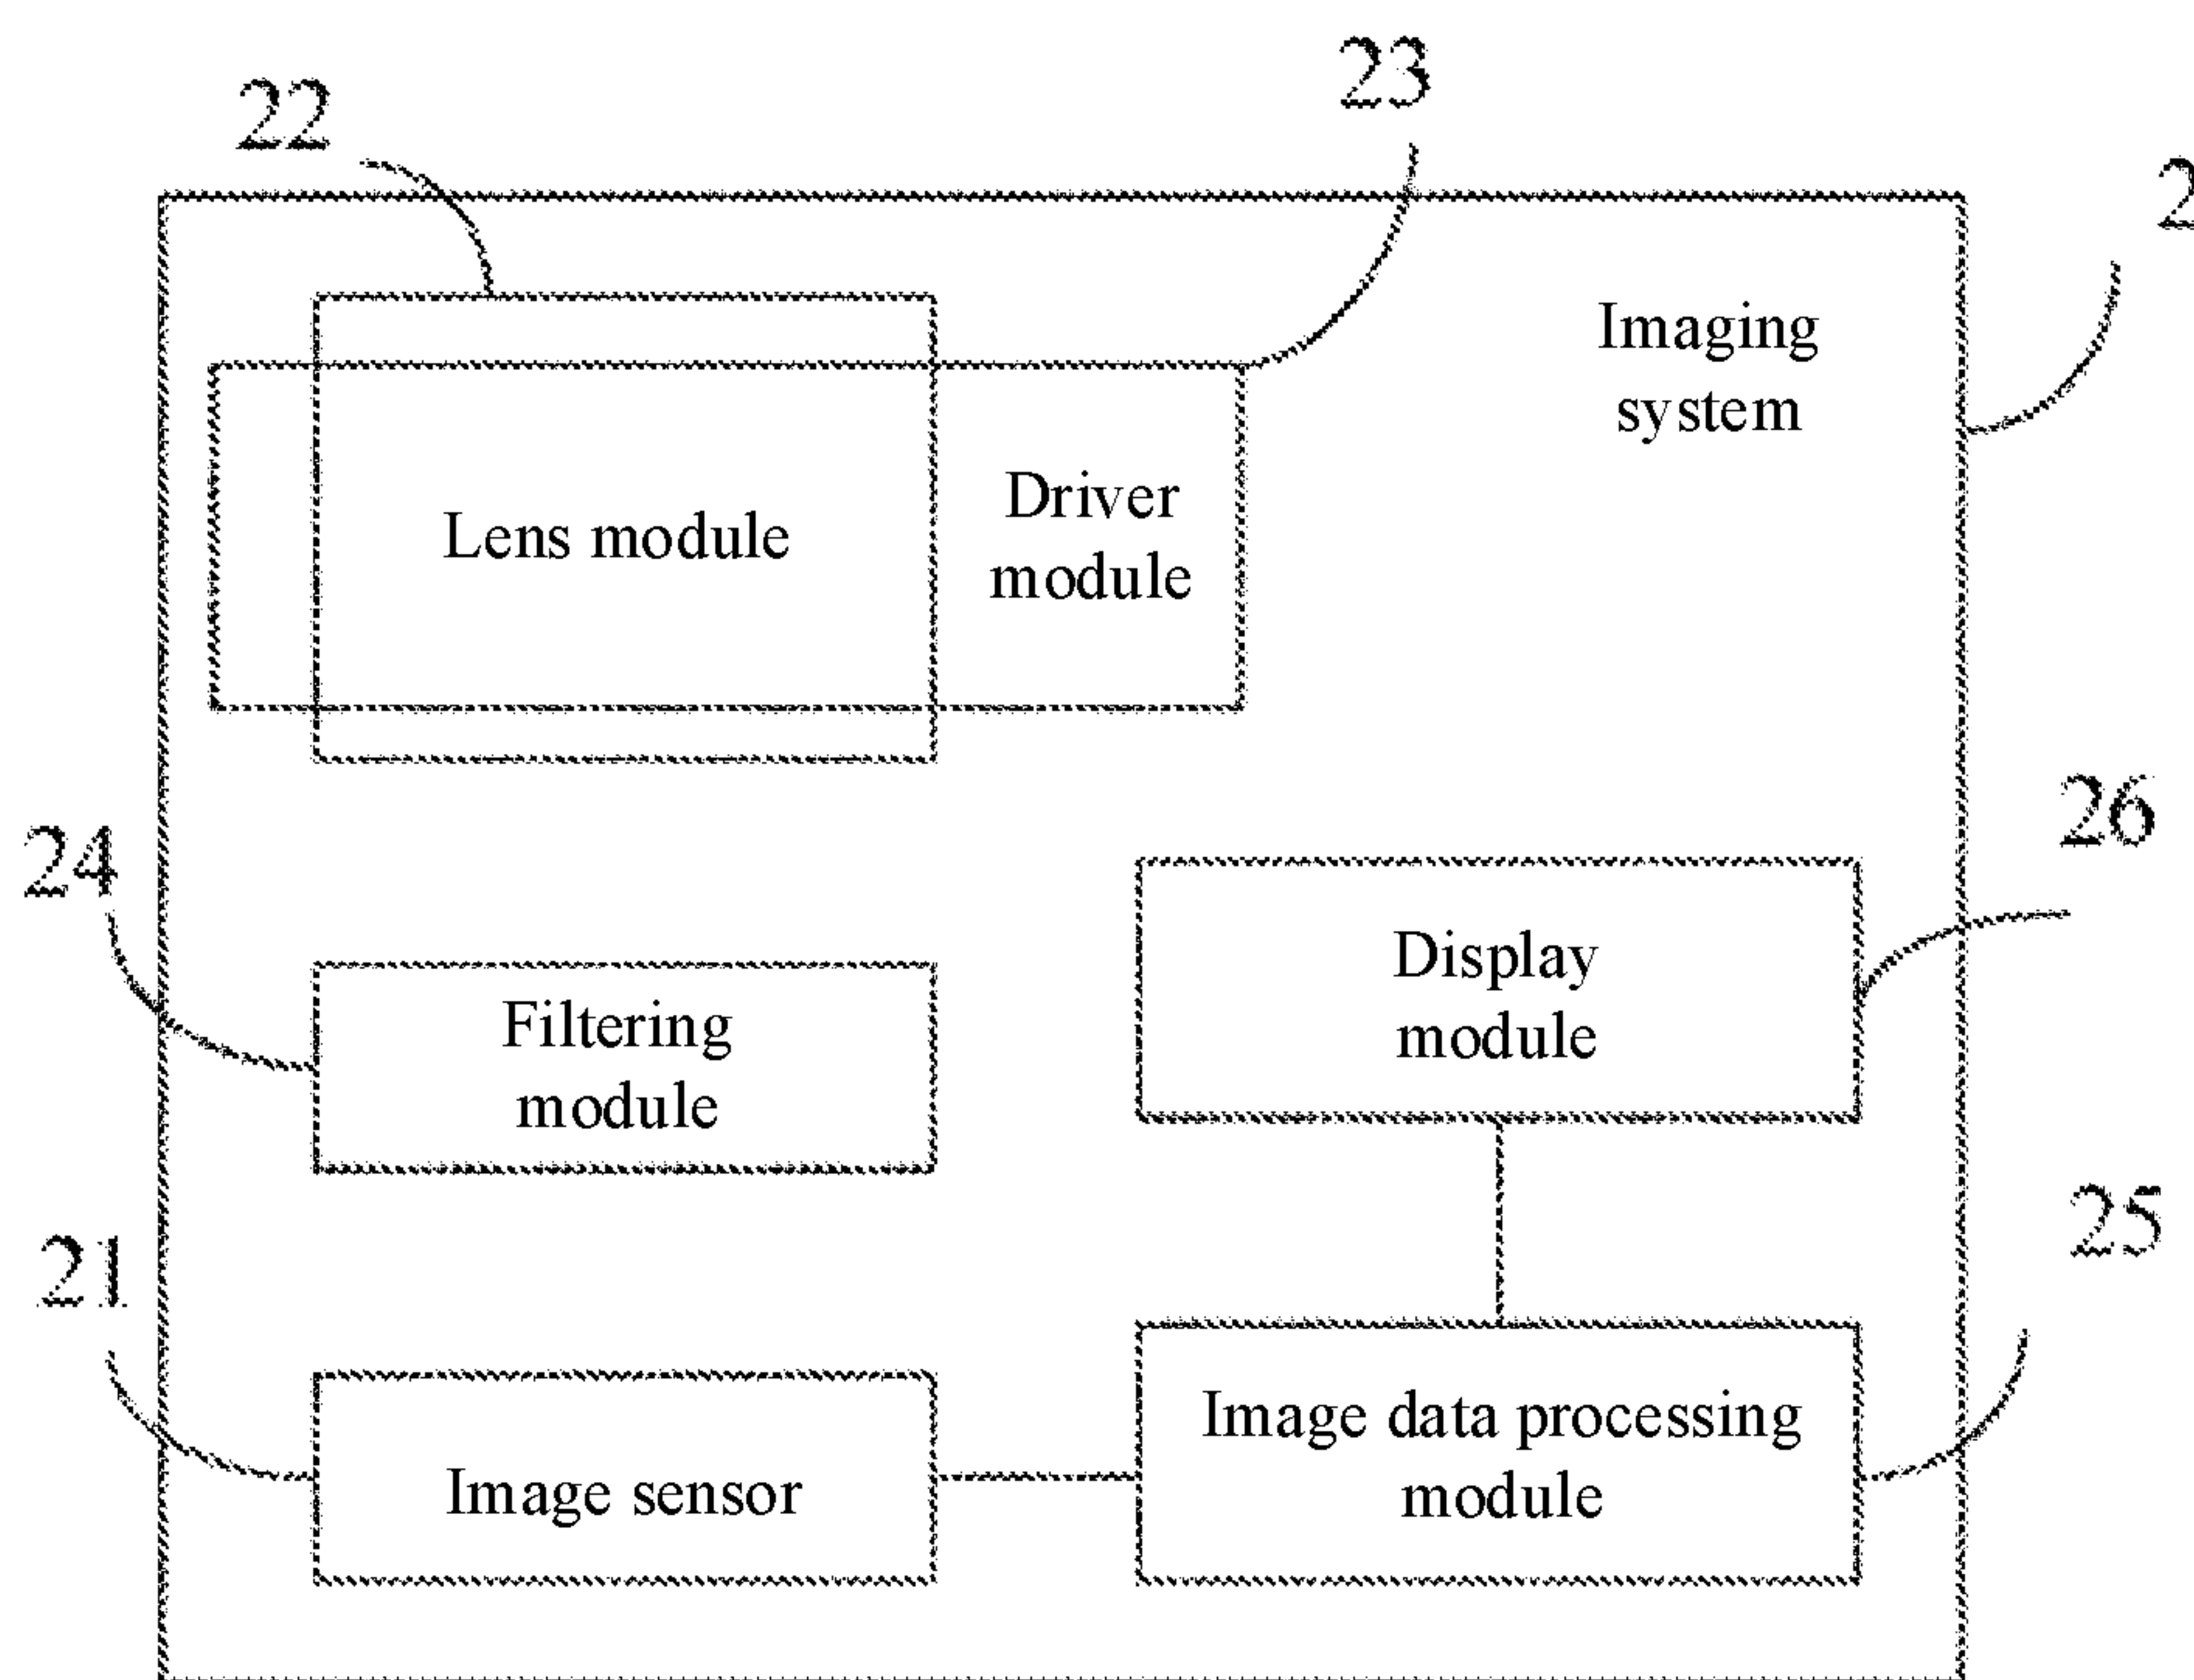 22
23
2
Imaging
system
Lens module
Driver
module
24
26
Filtering
module
Display
module
21
25
Image sensor
Image data processing
module